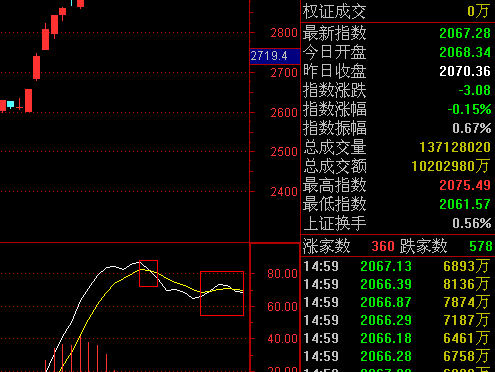 权证成交 0万
最新指数 2067.28
今日开盘 2068.34
昨日收盘 2070.36
指数涨跌 -3.08
指数涨幅 -0.15%
指数振幅 0.67%
总成交量 137128020
总成交额 10202980万
最高指数 2075.49
最低指数 2061.57
上证换手 0.56%
涨家数 360 跌家数 578
14:59 2067.13 6893万
14:59 2066.39 8136万
14:59 2066.87 7874万
14:59 2066.29 7187万
14:59 2066.18 6461万
14:59 2066.28 6758万
2800
2719.4
2700
2600
2500
2400
80.00
60.00
40.00
20.00